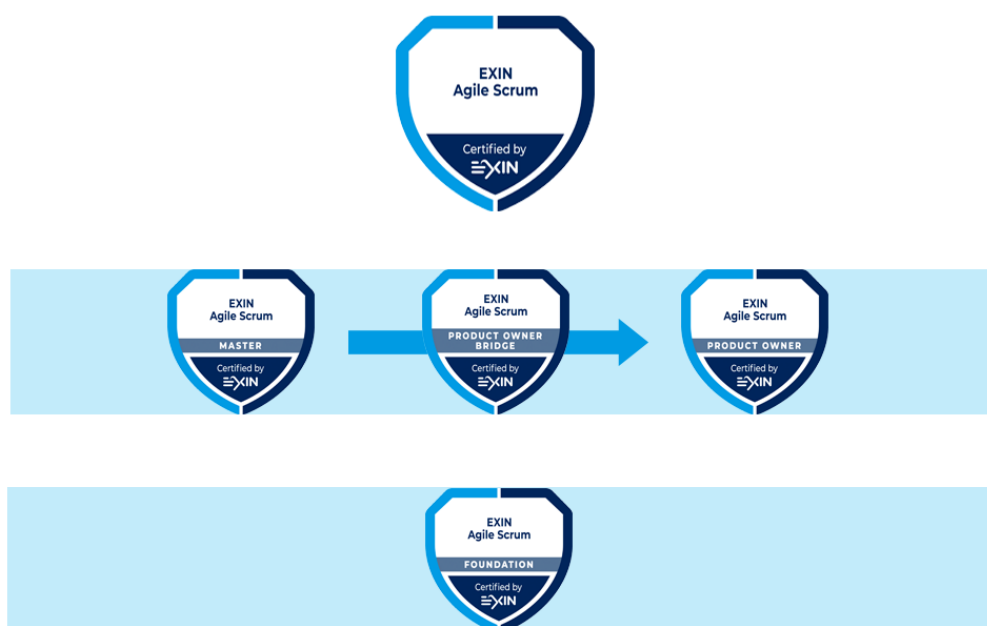 EXIN
Agile Scrum
Certified by
EXIN
EXIN
Agile Scrum
MASTER
Certified by
EXIN
EXIN
Agile Scrum
PRODUCT OWNER
BRIDGE
Certified by
EXIN
EXIN
Agile Scrum
PRODUCT OWNER
Certified by
EXIN
EXIN
Agile Scrum
FOUNDATION
Certified by
EXIN